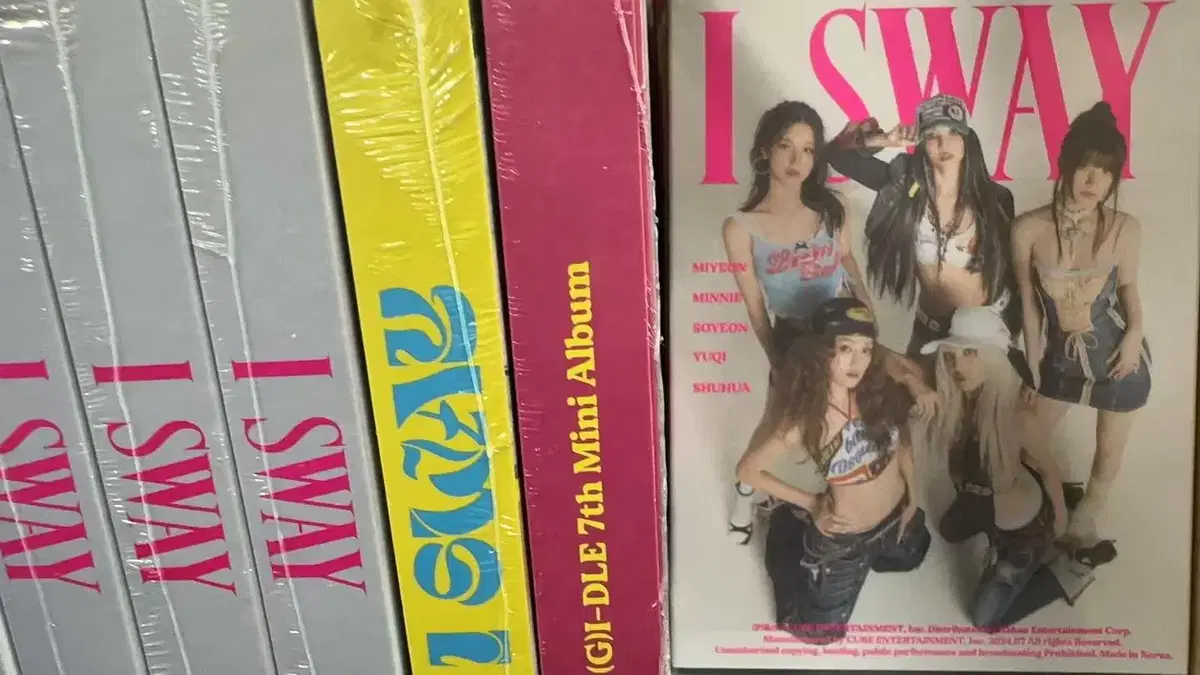 I SWAY
I SWAY
I SWAY
I SWAY
(G)I-DLE 7th Mini Album
I SWAY
MIYEON
MINNIE
SOYEON
YUQI
SHUHUA
CUBE ENTERTAINMENT, Inc. Distributed Kakao Entertainment Corp.
Manufactured by CUBE ENTERTAINMENT, Inc. 2024.07 All rights Reserved.
Unauthorized copying, lending, public performance and broadcasting Prohibited. Made in Korea.